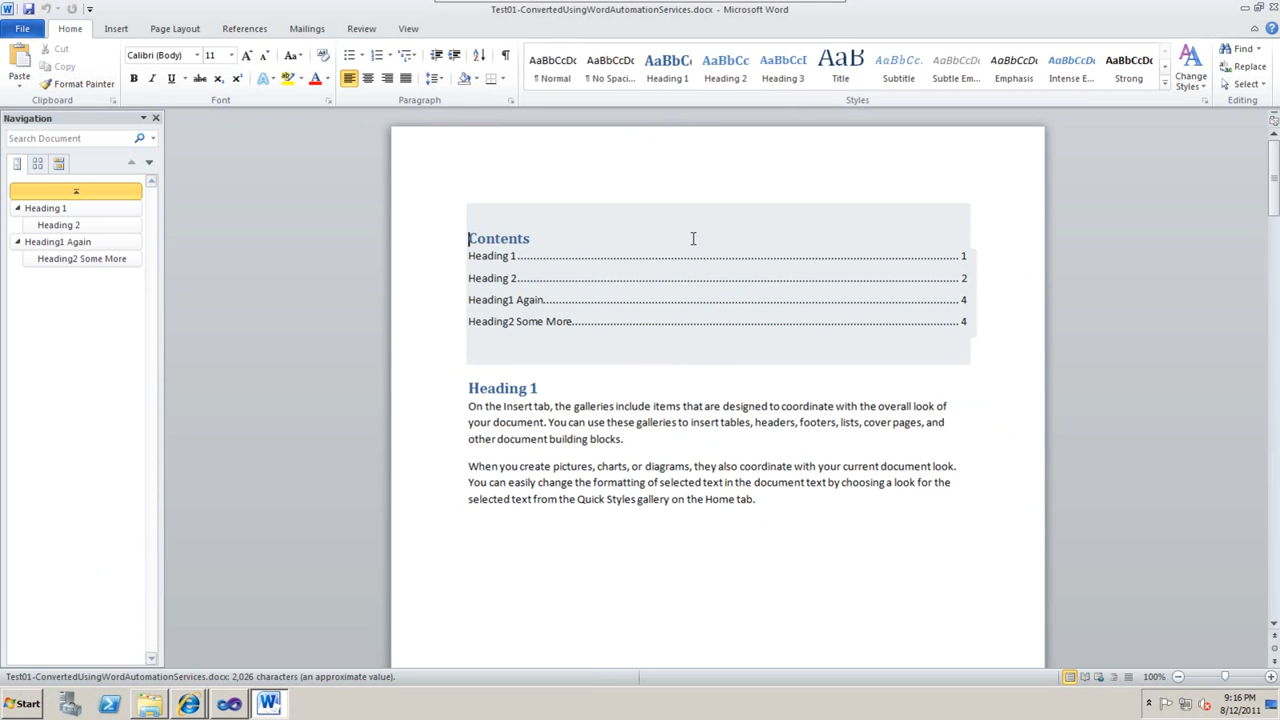 Test01-ConvertedUsingWordAutomationServices.docx - Microsoft Word
File Home Insert Page Layout References Mailings Review View
Paste
Cut
Copy
Format Painter
Clipboard
Calibri (Body) 11
Font
Paragraph
AaBbCcDc AaBbCcDc AaBbC AaBbCc AaBbCcI AaB AaBbCc. AaBbCcDc AaBbCcDc AaBbCcDc AaBbCcDc
¶ Normal ¶ No Spaci... Heading 1 Heading 2 Heading 3 Title Subtitle Subtle Em... Emphasis Intense E... Strong
Styles
Change
Styles
Find
Replace
Select
Editing
Navigation
Search Document
Heading 1
Heading 2
Heading1 Again
Heading2 Some More
Contents
Heading 1........ 1
Heading 2........ 2
Heading1 Again........ 4
Heading2 Some More........ 4
Heading 1
On the Insert tab, the galleries include items that are designed to coordinate with the overall look of
your document. You can use these galleries to insert tables, headers, footers, lists, cover pages, and
other document building blocks.
When you create pictures, charts, or diagrams, they also coordinate with your current document look.
You can easily change the formatting of selected text in the document text by choosing a look for the
selected text from the Quick Styles gallery on the Home tab.
Test01-ConvertedUsingWordAutomationServices.docx: 2,026 characters (an approximate value).
100%
Start
9:16 PM
8/12/2011